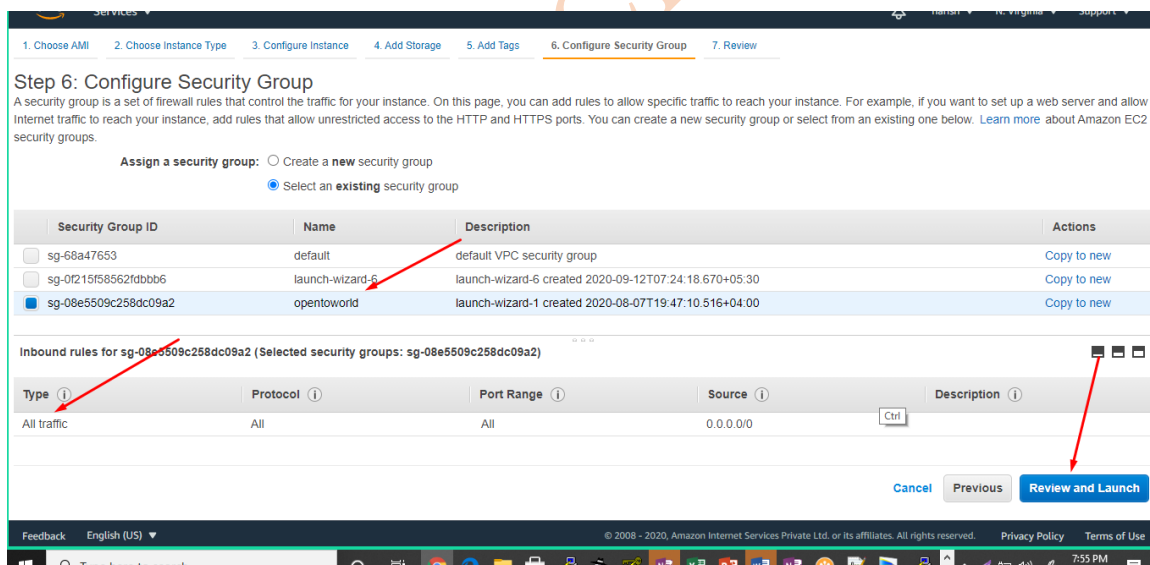 Services
N. Virginia
Support
1. Choose AMI 2. Choose Instance Type 3. Configure Instance 4. Add Storage 5. Add Tags 6. Configure Security Group 7. Review
Step 6: Configure Security Group
A security group is a set of firewall rules that control the traffic for your instance. On this page, you can add rules to allow specific traffic to reach your instance. For example, if you want to set up a web server and allow
Internet traffic to reach your instance, add rules that allow unrestricted access to the HTTP and HTTPS ports. You can create a new security group or select from an existing one below. Learn more about Amazon EC2
security groups.
Assign a security group: Create a new security group
Select an existing security group
Security Group ID Name Description Actions
sg-68a47653 default default VPC security group Copy to new
sg-0f215f58562fdbbb6 launch-wizard-6 launch-wizard-6 created 2020-09-12T07:24:18.670+05:30 Copy to new
sg-08e5509c258dc09a2 opentoworld launch-wizard-1 created 2020-08-07T19:47:10.516+04:00 Copy to new
Inbound rules for sg-08e5509c258dc09a2 (Selected security groups: sg-08e5509c258dc09a2)
Type Protocol Port Range Source Description
All traffic All All 0.0.0.0/0
Ctrl
Cancel Previous Review and Launch
Feedback English (US) © 2008 - 2020, Amazon Internet Services Private Ltd. or its affiliates. All rights reserved. Privacy Policy Terms of Use
7:55 PM